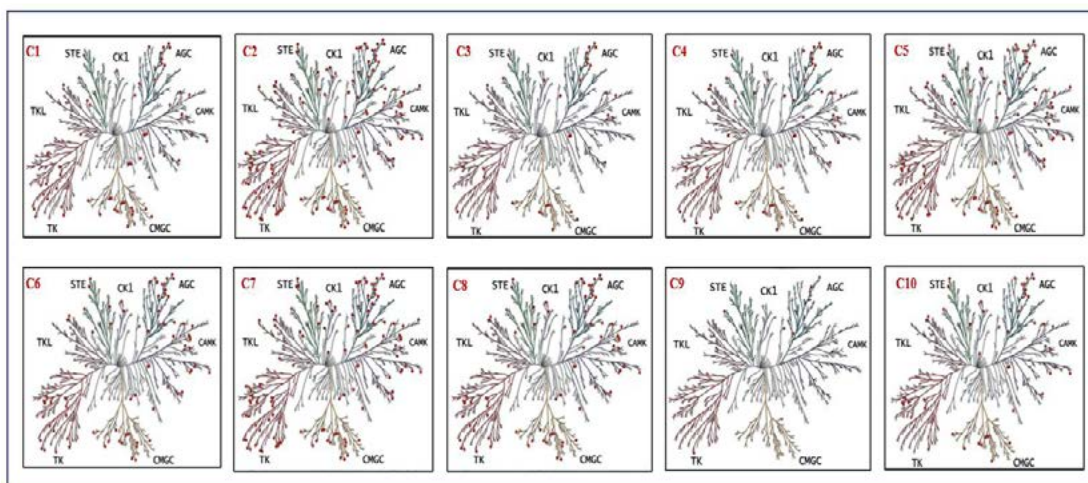 C1
STE
CK1
AGC
TKL
CAMK
TK
CMGC
C2
STE
CK1
AGC
TKL
CAMK
TK
CMGC
C3
STE
CK1
AGC
TKL
CAMK
TK
CMGC
C4
STE
CK1
AGC
TKL
CAMK
TK
CMGC
C5
STE
CK1
AGC
TKL
CAMK
TK
CMGC
C6
STE
CK1
AGC
TKL
CAMK
TK
CMGC
C7
STE
CK1
AGC
TKL
CAMK
TK
CMGC
C8
STE
CK1
AGC
TKL
CAMK
TK
CMGC
C9
STE
CK1
AGC
TKL
CAMK
TK
CMGC
C10
STE
CK1
AGC
TKL
CAMK
TK
CMGC